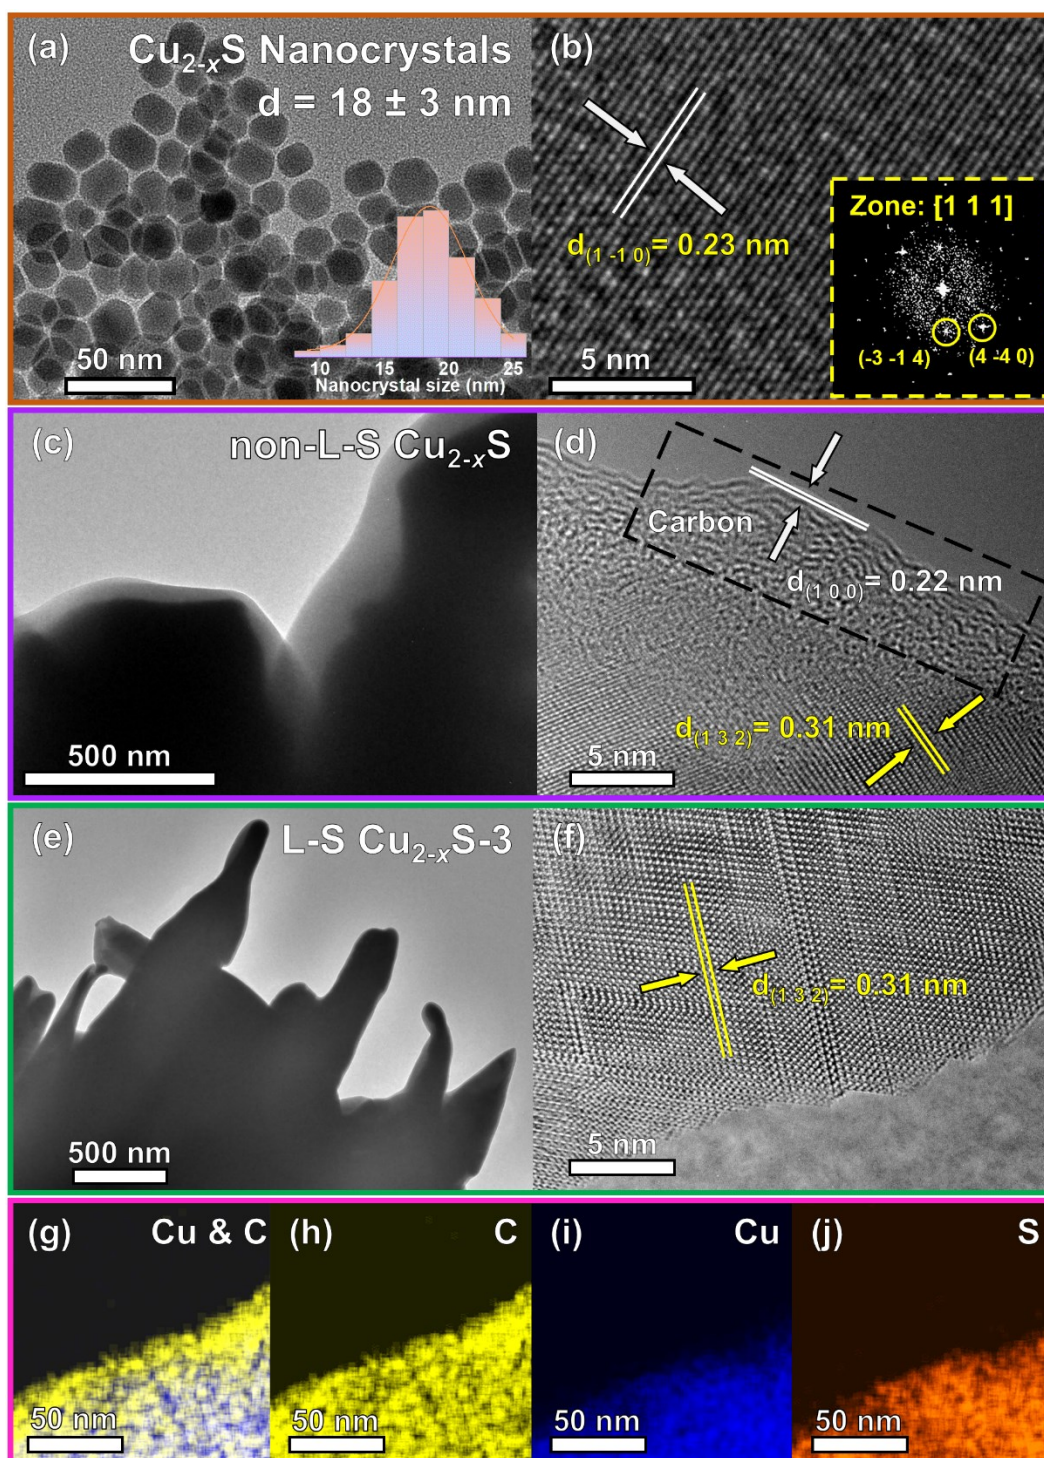 (a)
Cu2-xS Nanocrystals
d = 18 ± 3 nm
50 nm
10 15 20 25
Nanocrystal size (nm)
(b)
d(1 -1 0)= 0.23 nm
5 nm
Zone: [1 1 1]
(-3 -1 4) (4 -4 0)
(c)
non-L-S Cu2-xS
500 nm
(d)
Carbon
d(1 0 0)= 0.22 nm
d(1 3 2)= 0.31 nm
5 nm
(e)
L-S Cu2-xS-3
500 nm
(f)
d(1 3 2)= 0.31 nm
5 nm
(g) Cu & C
50 nm
(h) C
50 nm
(i) Cu
50 nm
(j) S
50 nm